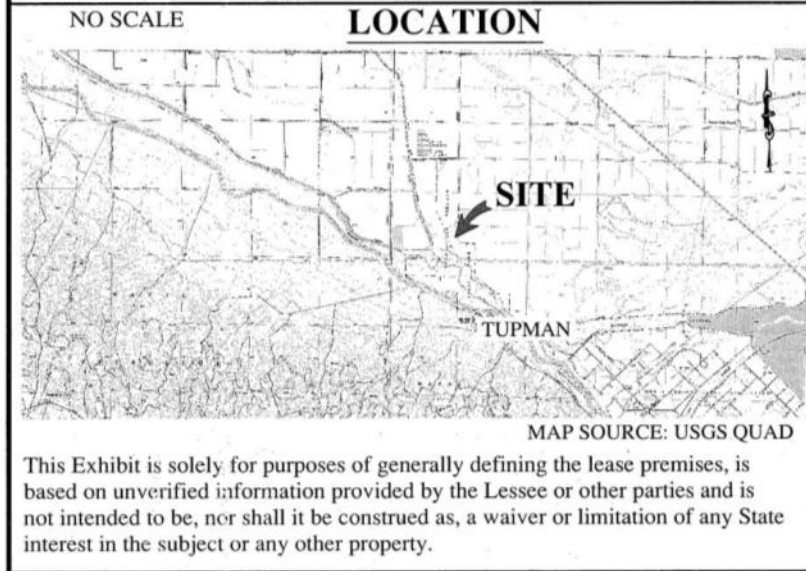 NO SCALE
LOCATION
SITE
TUPMAN
MAP SOURCE: USGS QUAD
This Exhibit is solely for purposes of generally defining the lease premises, is
based on unverified information provided by the Lessee or other parties and is
not intended to be, nor shall it be construed as, a waiver or limitation of any State
interest in the subject or any other property.